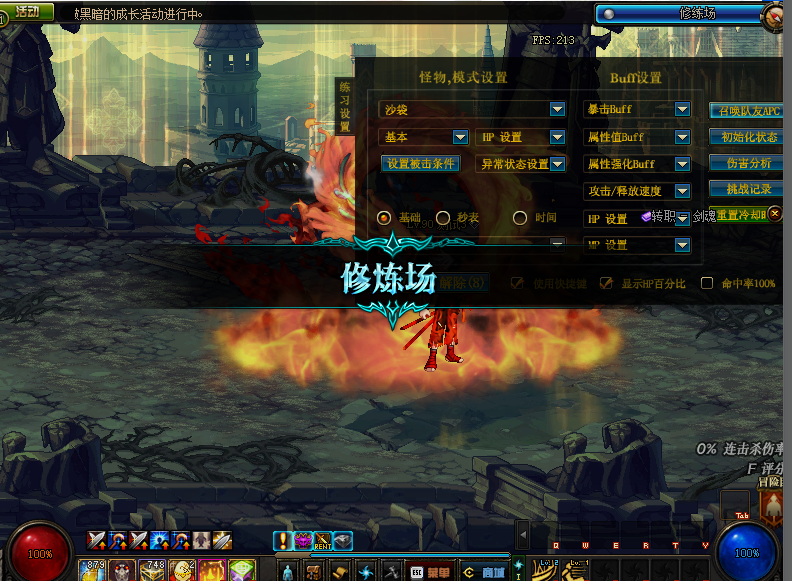 活动
黑暗的成长活动进行中。
修炼场
FPS:213
练习设置
怪物,模式设置
Buff设置
沙袋
暴击Buff
召唤队友APC
基本
HP 设置
属性值Buff
初始化状态
设置被击条件
异常状态设置
属性强化Buff
伤害分析
攻击/释放速度
挑战记录
基础
秒表
时间
HP 设置
转职
剑魂
重置冷却
MP 设置
修炼场
解除(8)
使用快捷键
显示HP百分比
命中率100%
0% 连击杀伤率
F 评分
冒险团
Tab
100%
879
748
2
RENT
ESC 菜单
商城
Q W E R T Y
Lv.2
Lv.1
100%